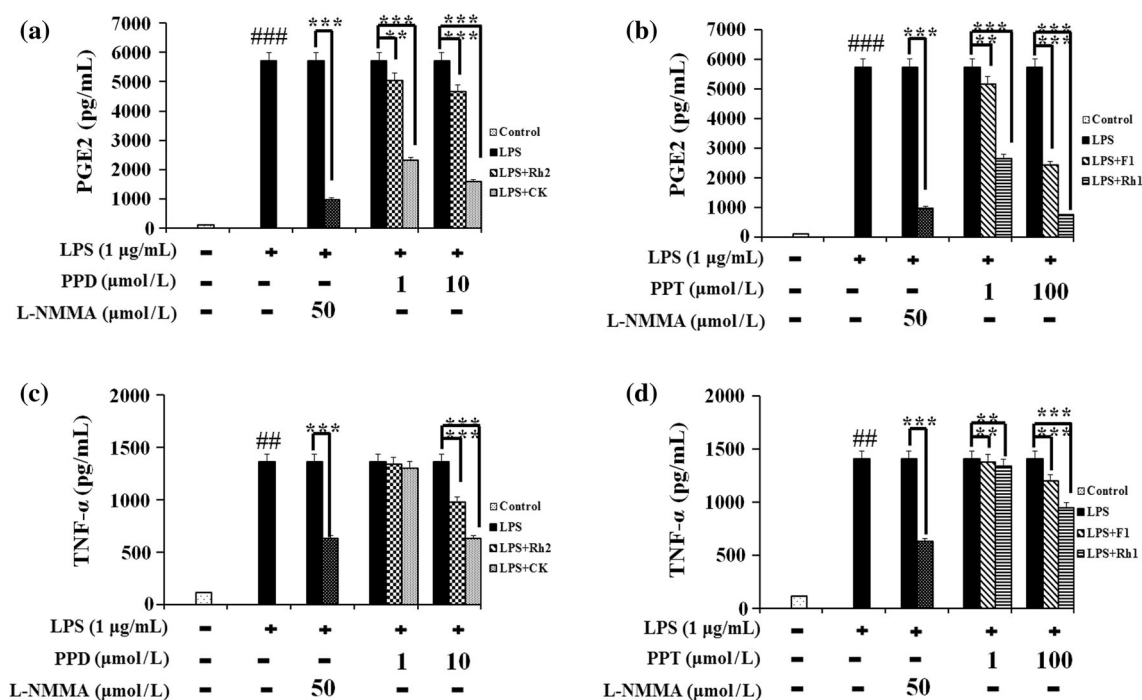 (a)
7000
6000
5000
4000
3000
2000
1000
0
PGE2 (pg/mL)
###
***
***
**
***
***
Control
LPS
LPS+Rh2
LPS+CK
LPS (1 µg/mL) - + + + +
PPD (µmol/L) - - - 1 10
L-NMMA (µmol/L) - - 50 - -
(b)
7000
6000
5000
4000
3000
2000
1000
0
PGE2 (pg/mL)
###
***
***
**
***
***
Control
LPS
LPS+F1
LPS+Rh1
LPS (1 µg/mL) - + + + +
PPT (µmol/L) - - - 1 100
L-NMMA (µmol/L) - - 50 - -
(c)
2000
1500
1000
500
0
TNF-α (pg/mL)
##
***
***
***
Control
LPS
LPS+Rh2
LPS+CK
LPS (1 µg/mL) - + + + +
PPD (µmol/L) - - - 1 10
L-NMMA (µmol/L) - - 50 - -
(d)
2000
1500
1000
500
0
TNF-α (pg/mL)
##
***
**
**
***
***
Control
LPS
LPS+F1
LPS+Rh1
LPS (1 µg/mL) - + + + +
PPT (µmol/L) - - - 1 100
L-NMMA (µmol/L) - - 50 - -